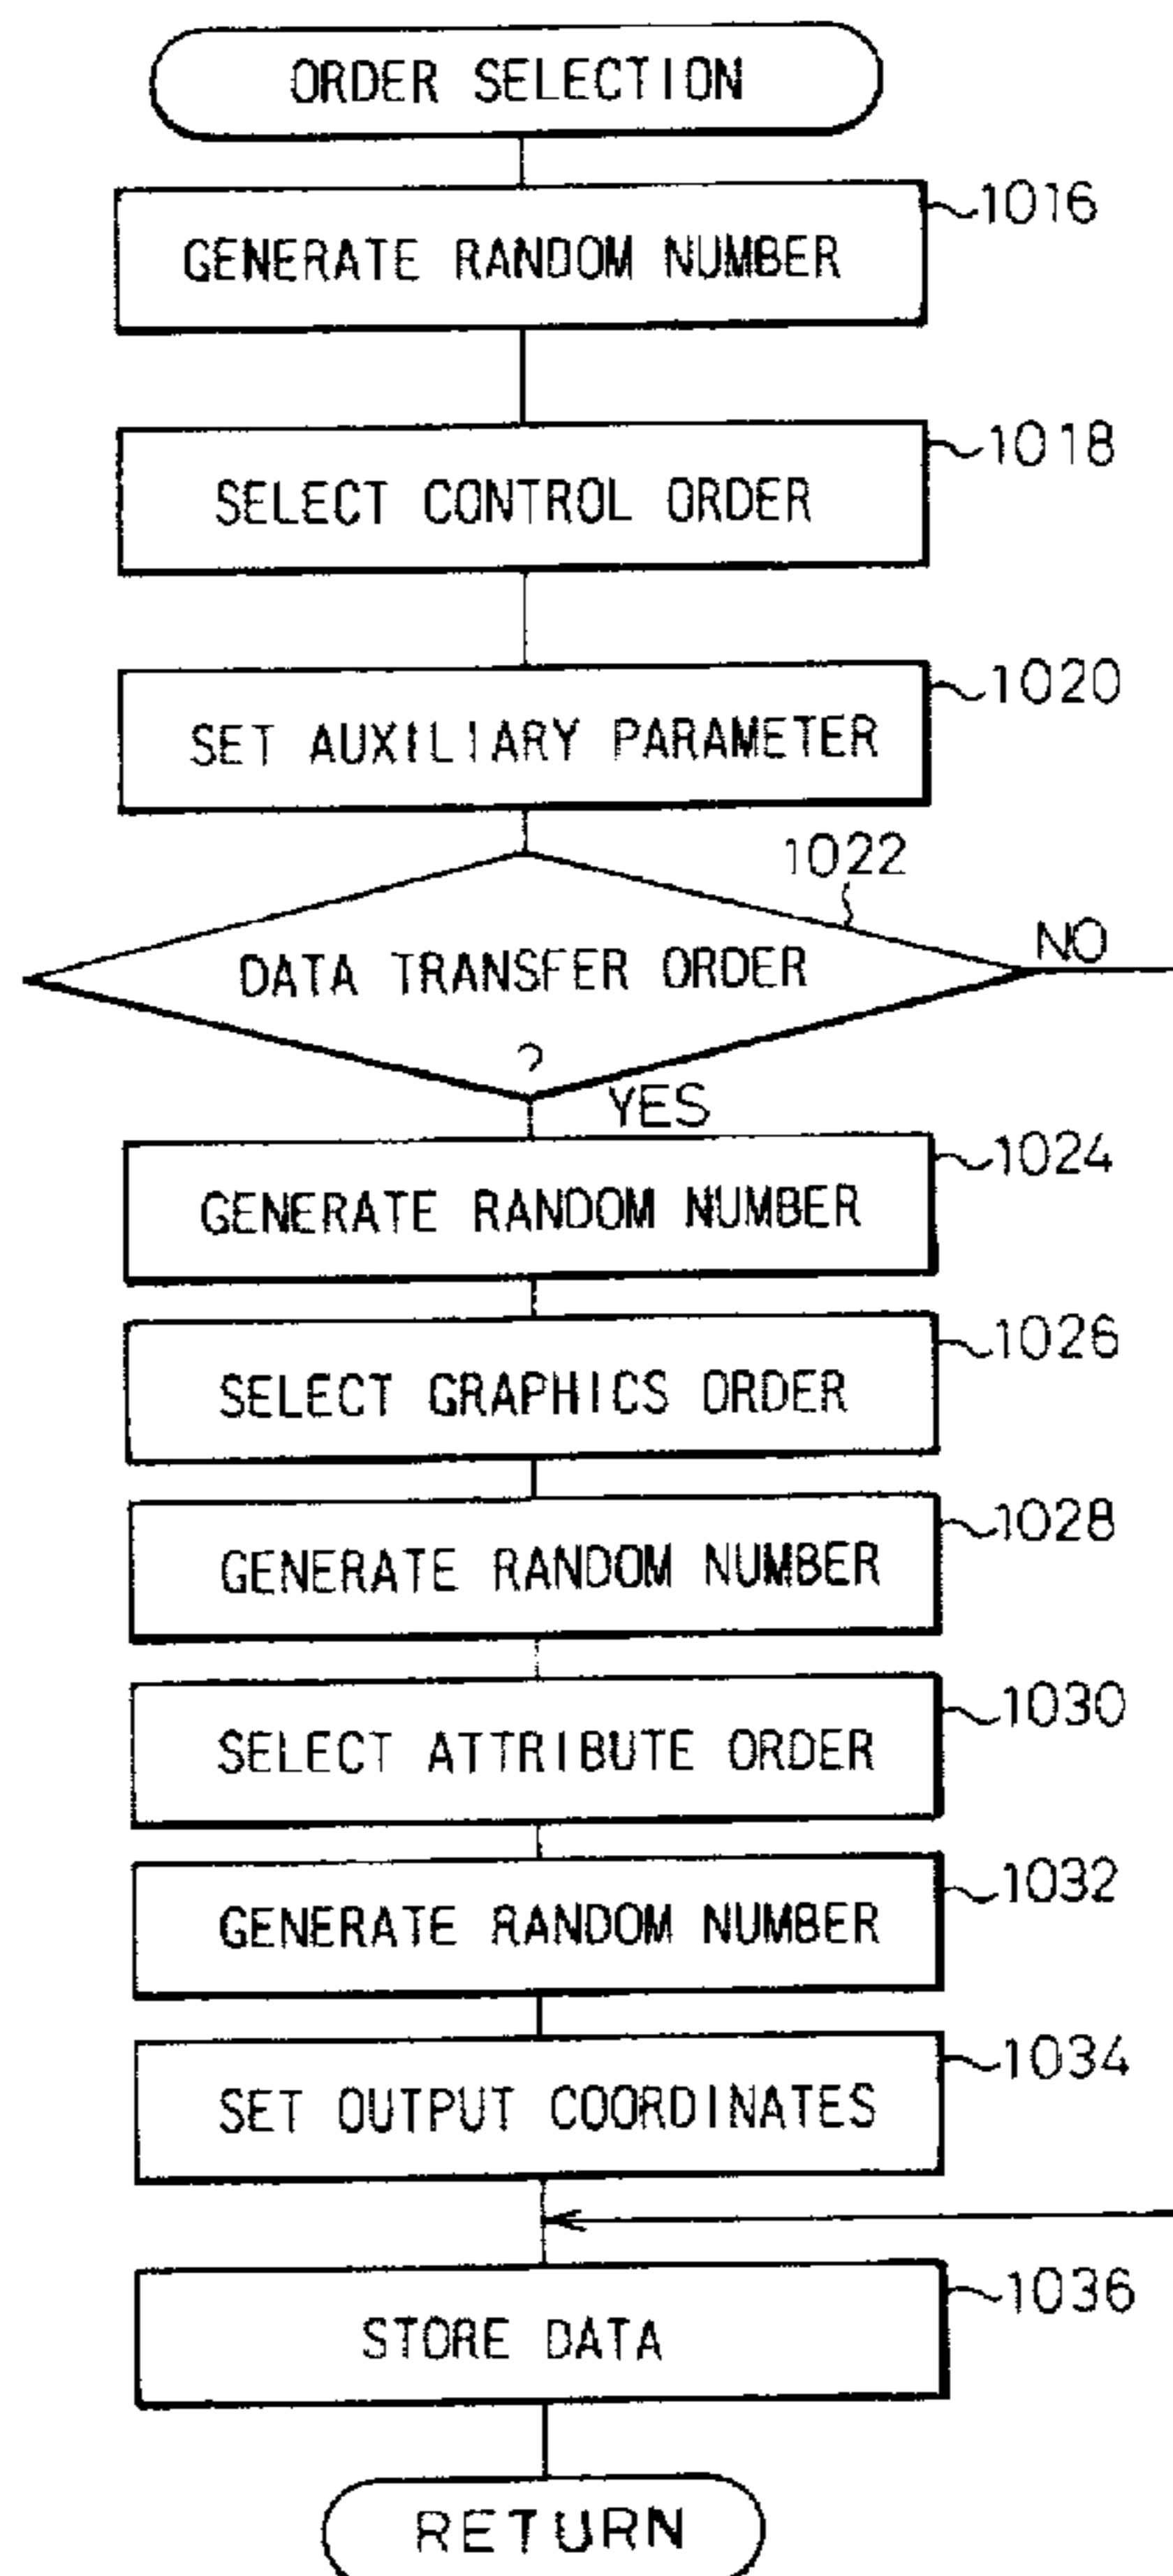 ORDER SELECTION
1016
GENERATE RANDOM NUMBER
1018
SELECT CONTROL ORDER
1020
SET AUXILIARY PARAMETER
1022
DATA TRANSFER ORDER
?
NO
YES
1024
GENERATE RANDOM NUMBER
1026
SELECT GRAPHICS ORDER
1028
GENERATE RANDOM NUMBER
1030
SELECT ATTRIBUTE ORDER
1032
GENERATE RANDOM NUMBER
1034
SET OUTPUT COORDINATES
1036
STORE DATA
RETURN